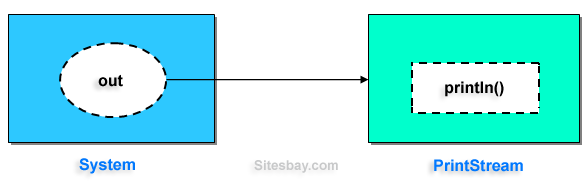 out
println()
System
Sitesbay.com
PrintStream